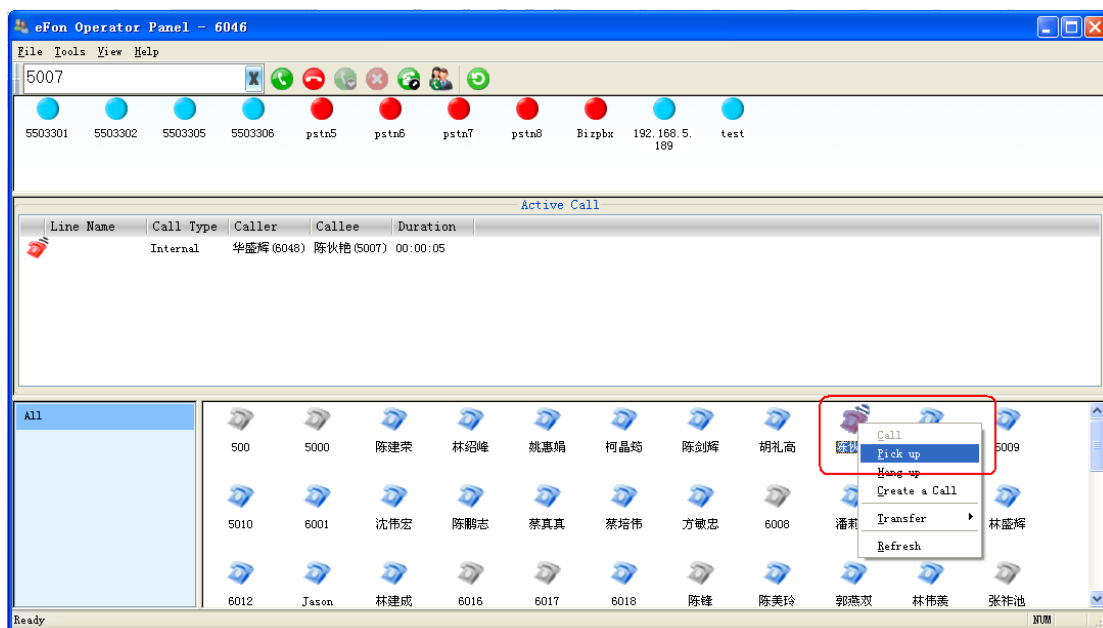 eFon Operator Panel - 6046
File Tools View Help
5007
5503301 5503302 5503305 5503306 pstn5 pstn6 pstn7 pstn8 Bizpbx 192.168.5. test
189
Active Call
Line Name Call Type Caller Callee Duration
Internal 华盛辉(6048) 陈伙艳(5007) 00:00:05
All
500 5000 陈建荣 林绍峰 姚惠娟 柯晶筠 陈剑辉 胡礼高 5009
Call
Pick up
Hang up
Create a Call
Transfer
Refresh
5010 6001 沈伟宏 陈鹏志 蔡真真 蔡培伟 方敏忠 6008 潘莉 林盛辉
6012 Jason 林建成 6016 6017 6018 陈锋 陈美玲 郭燕双 林伟羡 张祚池
Ready NUM